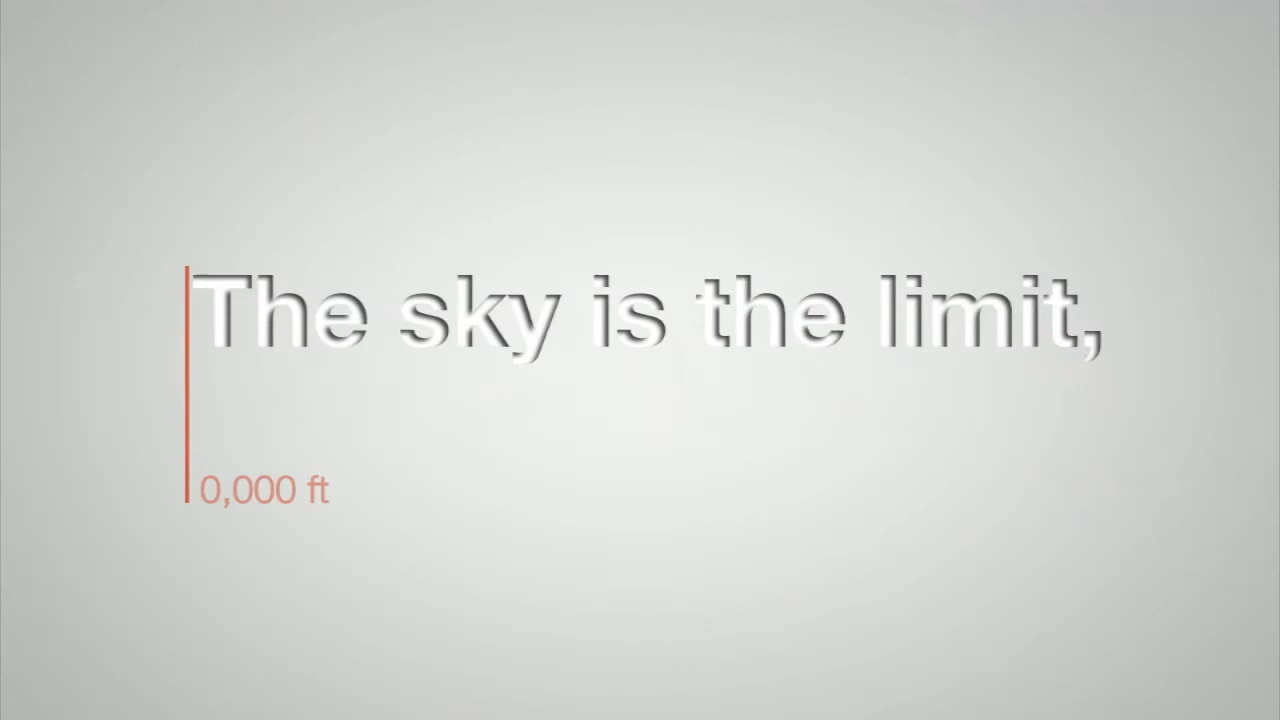 The sky is the limit,
0,000 ft